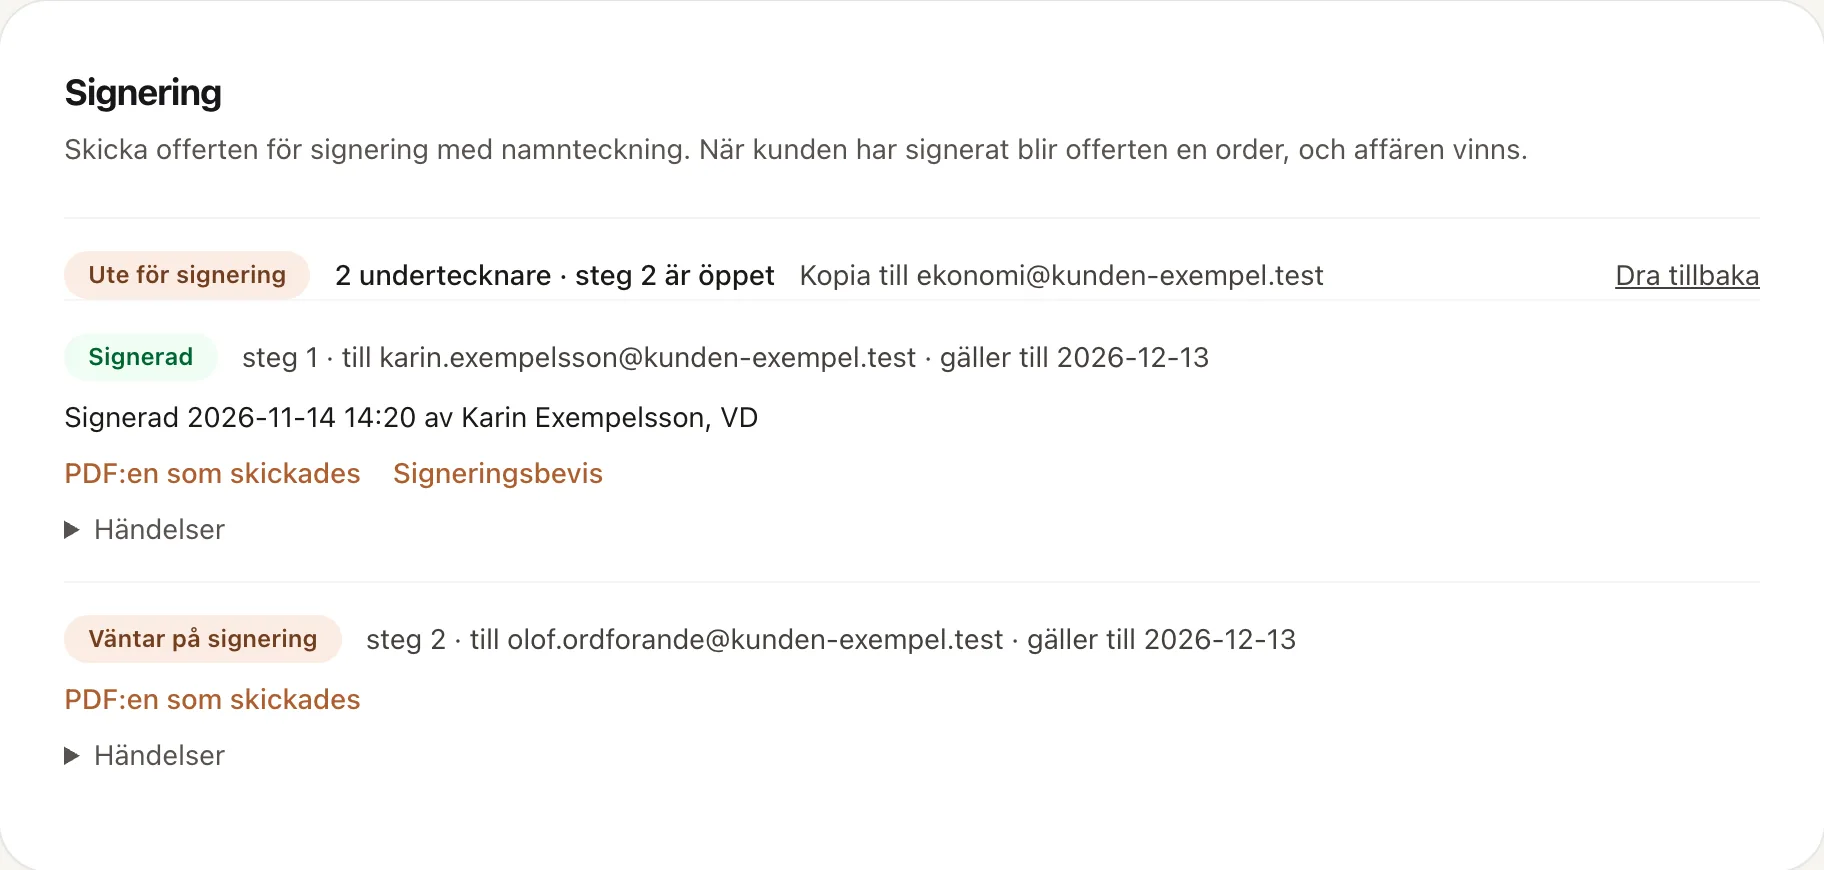 Signering
Skicka offerten för signering med namnteckning. När kunden har signerat blir offerten en order, och affären vinns.
Ute för signering 2 undertecknare · steg 2 är öppet Kopia till ekonomi@kunden-exempel.test Dra tillbaka
Signerad steg 1 · till karin.exempelsson@kunden-exempel.test · gäller till 2026-12-13
Signerad 2026-11-14 14:20 av Karin Exempelsson, VD
PDF:en som skickades Signeringsbevis
Händelser
Väntar på signering steg 2 · till olof.ordforande@kunden-exempel.test · gäller till 2026-12-13
PDF:en som skickades
Händelser